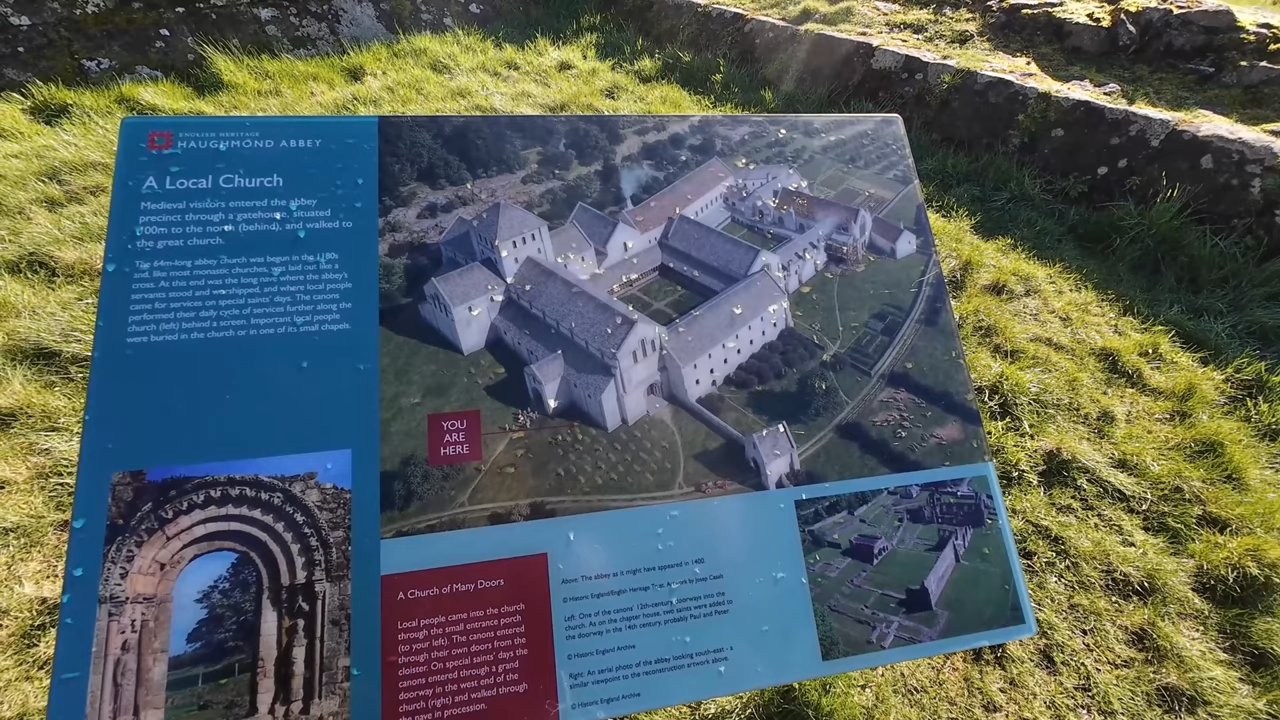 ENGLISH HERITAGE
HAUGHMOND ABBEY
A Local Church
Medieval visitors entered the abbey
precinct through a gatehouse, situated
100m to the north (behind), and walked to
the great church.
The 64m-long abbey church was begun in the 1180s
and, like most monastic churches, was laid out like a
cross. At this end was the long nave where the abbey's
servants stood and worshipped, and where local people
came for services on special saints' days. The canons
performed their daily cycle of services further along the
church (left) behind a screen. Important local people
were buried in the church or in one of its small chapels.
YOU
ARE
HERE
A Church of Many Doors
Local people came into the church
through the small entrance porch
(to your left). The canons entered
through their own doors from the
cloister. On special saints' days the
canons entered through a grand
doorway in the west end of the
church (right) and walked through
the nave in procession.
Above: The abbey as it might have appeared in 1400.
© Historic England/English Heritage Trust. Artwork by Josep Casals
Left: One of the canons' 12th-century doorways into the
church. As on the chapter house, two saints were added to
the doorway in the 14th century, probably Paul and Peter.
© Historic England Archive
Right: An aerial photo of the abbey looking south-east - a
similar viewpoint to the reconstruction artwork above.
© Historic England Archive